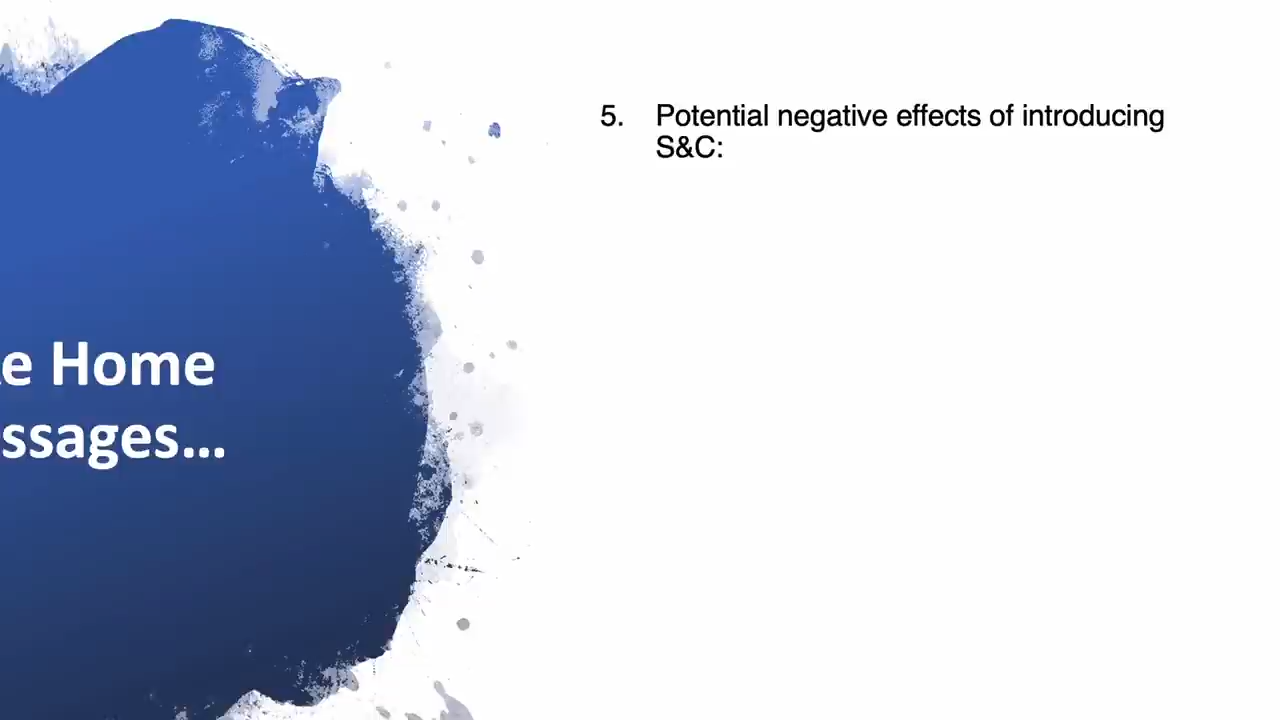 e Home
ssages...
5. Potential negative effects of introducing
S&C: